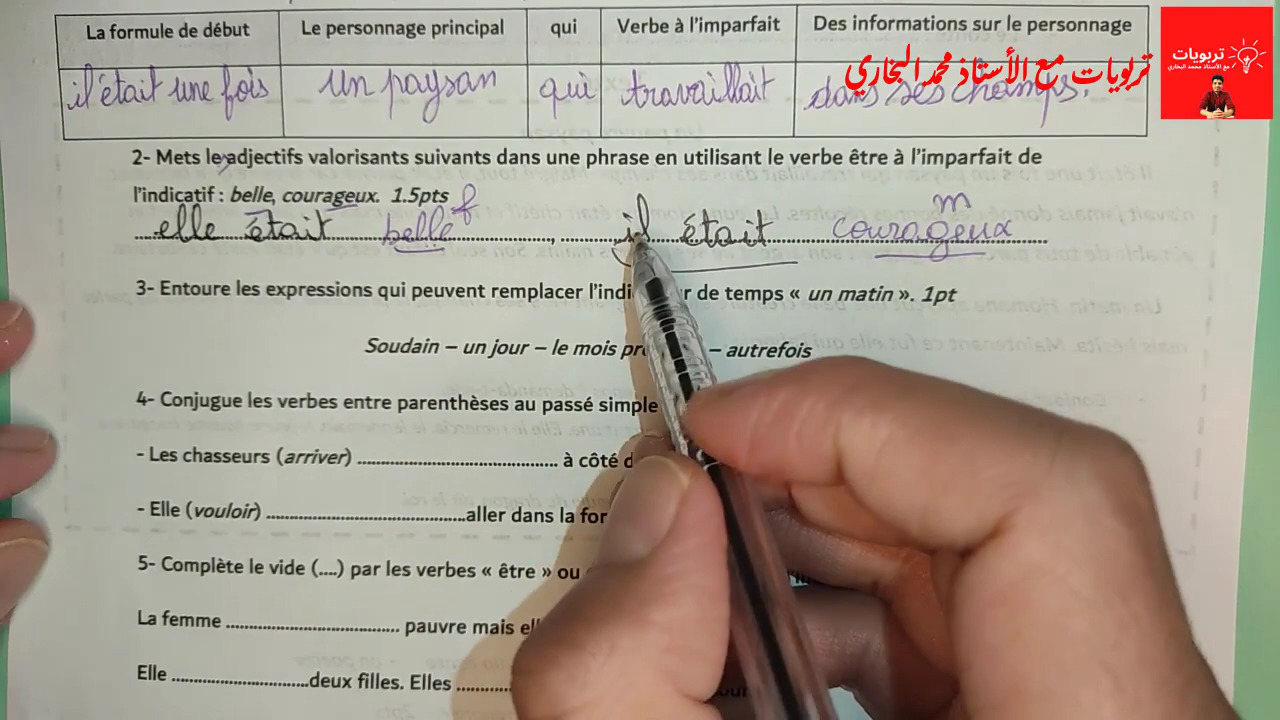 La formule de début Le personnage principal qui Verbe à l'imparfait Des informations sur le personnage
il était une fois un paysan qui travaillait dans ses champs.
تربويات مع الأستاذ محمد البخاري
تربويات
مع الأستاذ محمد البخاري
2- Mets les adjectifs valorisants suivants dans une phrase en utilisant le verbe être à l'imparfait de
l'indicatif : belle, courageux. 1.5pts f m
elle était belle, il était courageux
3- Entoure les expressions qui peuvent remplacer l'indi r de temps « un matin ». 1pt
Soudain – un jour – le mois pr – autrefois
4- Conjugue les verbes entre parenthèses au passé simple
- Les chasseurs (arriver) ........ à côté d
- Elle (vouloir) ........aller dans la for
5- Complète le vide (....) par les verbes « être » ou
La femme ........ pauvre mais el
Elle ........deux filles. Elles ........